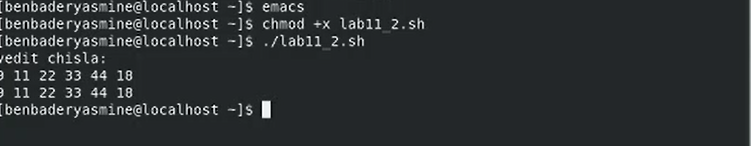 [benbaderyasmine@localhost ~]$ emacs
[benbaderyasmine@localhost ~]$ chmod +x lab11_2.sh
[benbaderyasmine@localhost ~]$ ./lab11_2.sh
vedit chisla:
9 11 22 33 44 18
9 11 22 33 44 18
[benbaderyasmine@localhost ~]$